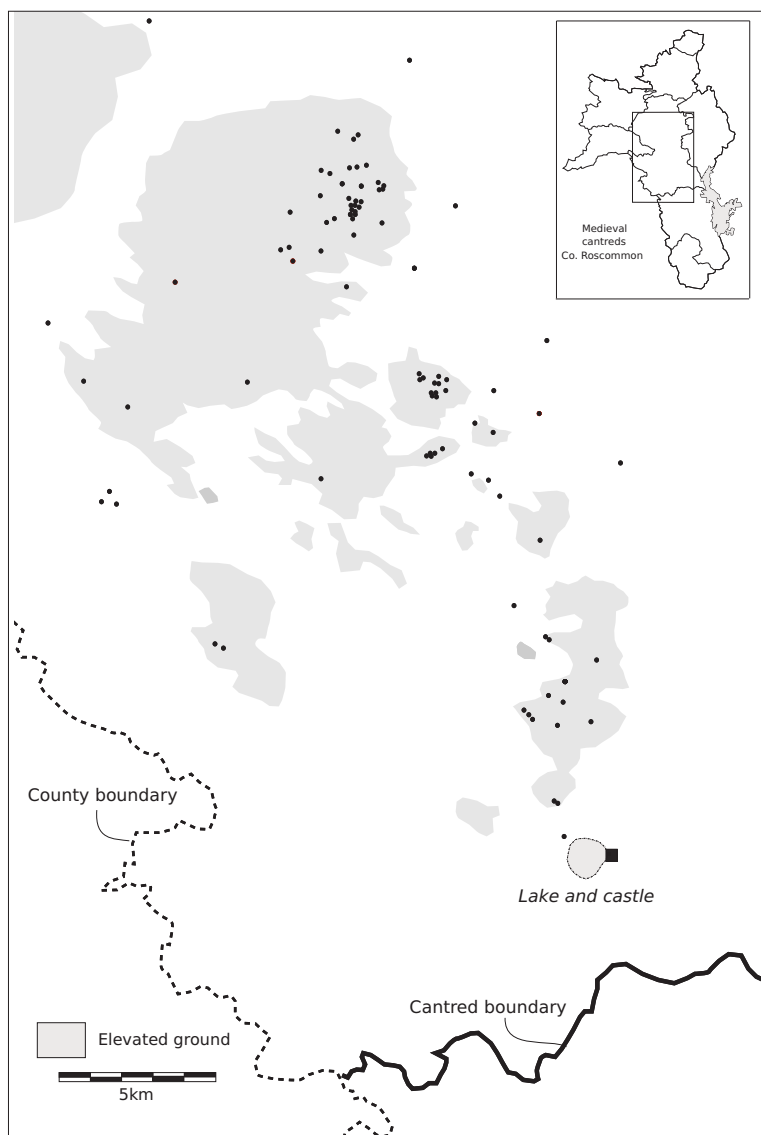 Medieval
cantreds
Co. Roscommon
County boundary
Lake and castle
Cantred boundary
Elevated ground
5km